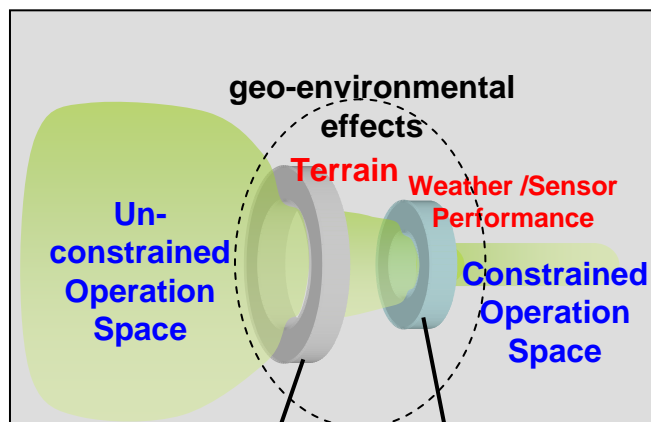 geo-environmental
effects
Terrain
Weather /Sensor
Performance
Un-
constrained
Operation
Space
Constrained
Operation
Space